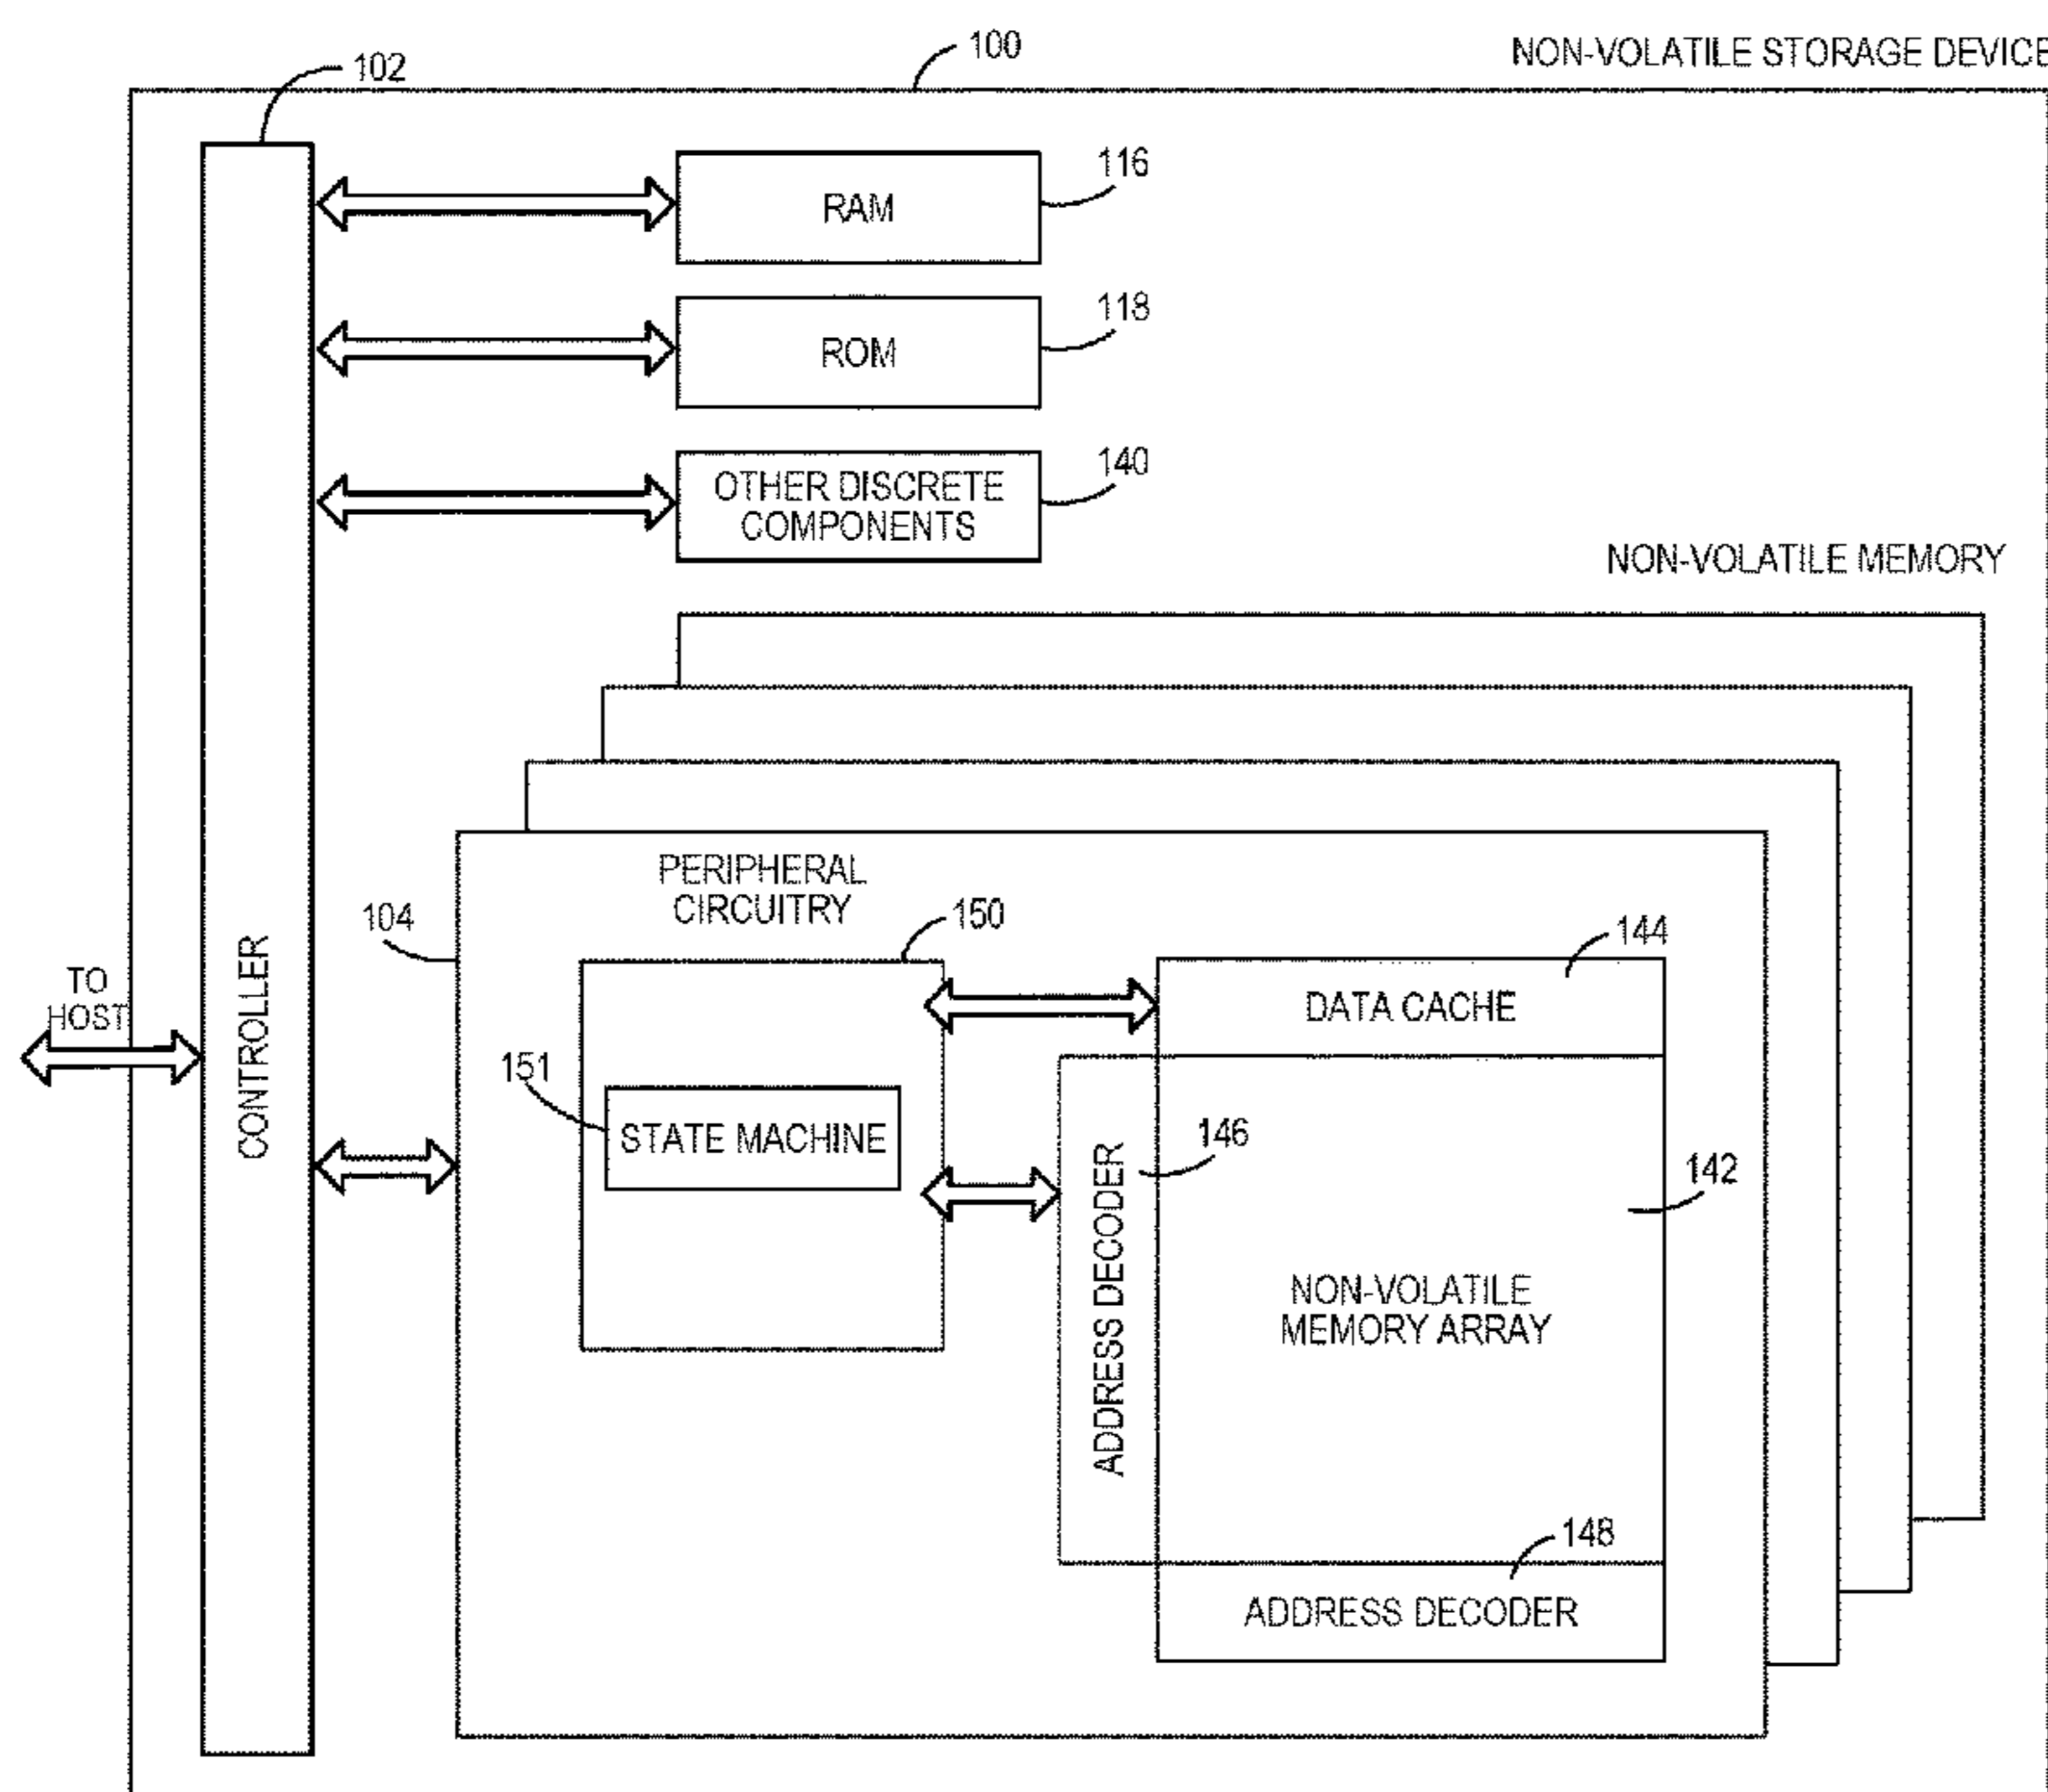 100
NON-VOLATILE STORAGE DEVICE
102
116
RAM
118
ROM
140
OTHER DISCRETE
COMPONENTS
NON-VOLATILE MEMORY
PERIPHERAL
CIRCUITRY
104
150
144
DATA CACHE
TO
HOST
CONTROLLER
151
STATE MACHINE
146
ADDRESS DECODER
142
NON-VOLATILE
MEMORY ARRAY
148
ADDRESS DECODER